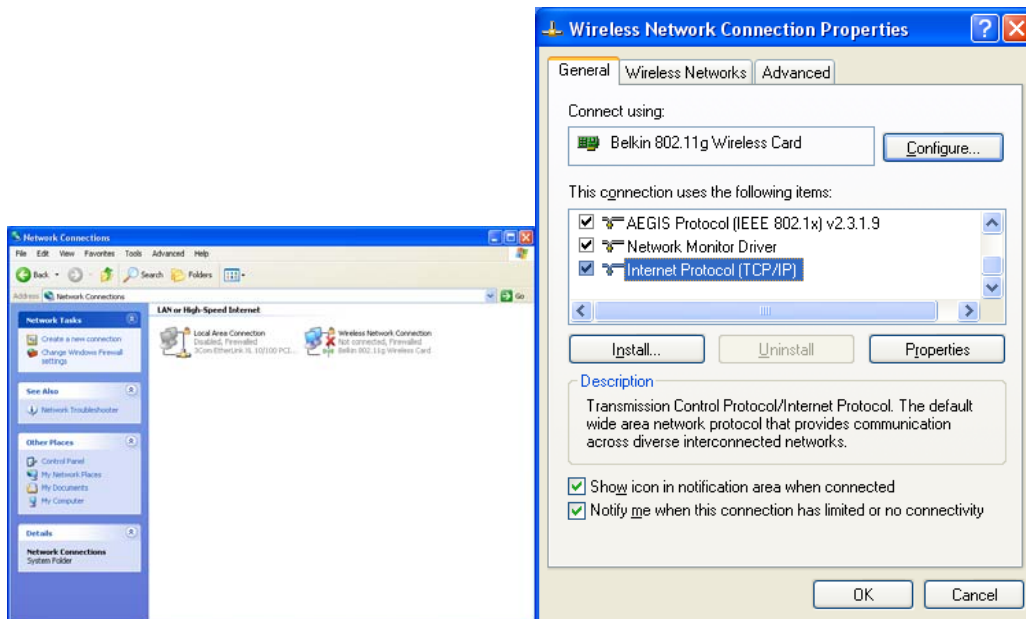 Network Connections
File Edit View Favorites Tools Advanced Help
Back Search Folders
Address Network Connections Go
Network Tasks
Create a new connection
Change Windows Firewall
settings
See Also
Network Troubleshooter
Other Places
Control Panel
My Network Places
My Documents
My Computer
Details
Network Connections
System Folder
LAN or High-Speed Internet
Local Area Connection
Disabled, Firewalled
3Com EtherLink XL 10/100 PCI...
Wireless Network Connection
Not connected, Firewalled
Belkin 802.11g Wireless Card
Wireless Network Connection Properties
General Wireless Networks Advanced
Connect using:
Belkin 802.11g Wireless Card Configure...
This connection uses the following items:
AEGIS Protocol (IEEE 802.1x) v2.3.1.9
Network Monitor Driver
Internet Protocol (TCP/IP)
Install... Uninstall Properties
Description
Transmission Control Protocol/Internet Protocol. The default
wide area network protocol that provides communication
across diverse interconnected networks.
Show icon in notification area when connected
Notify me when this connection has limited or no connectivity
OK Cancel